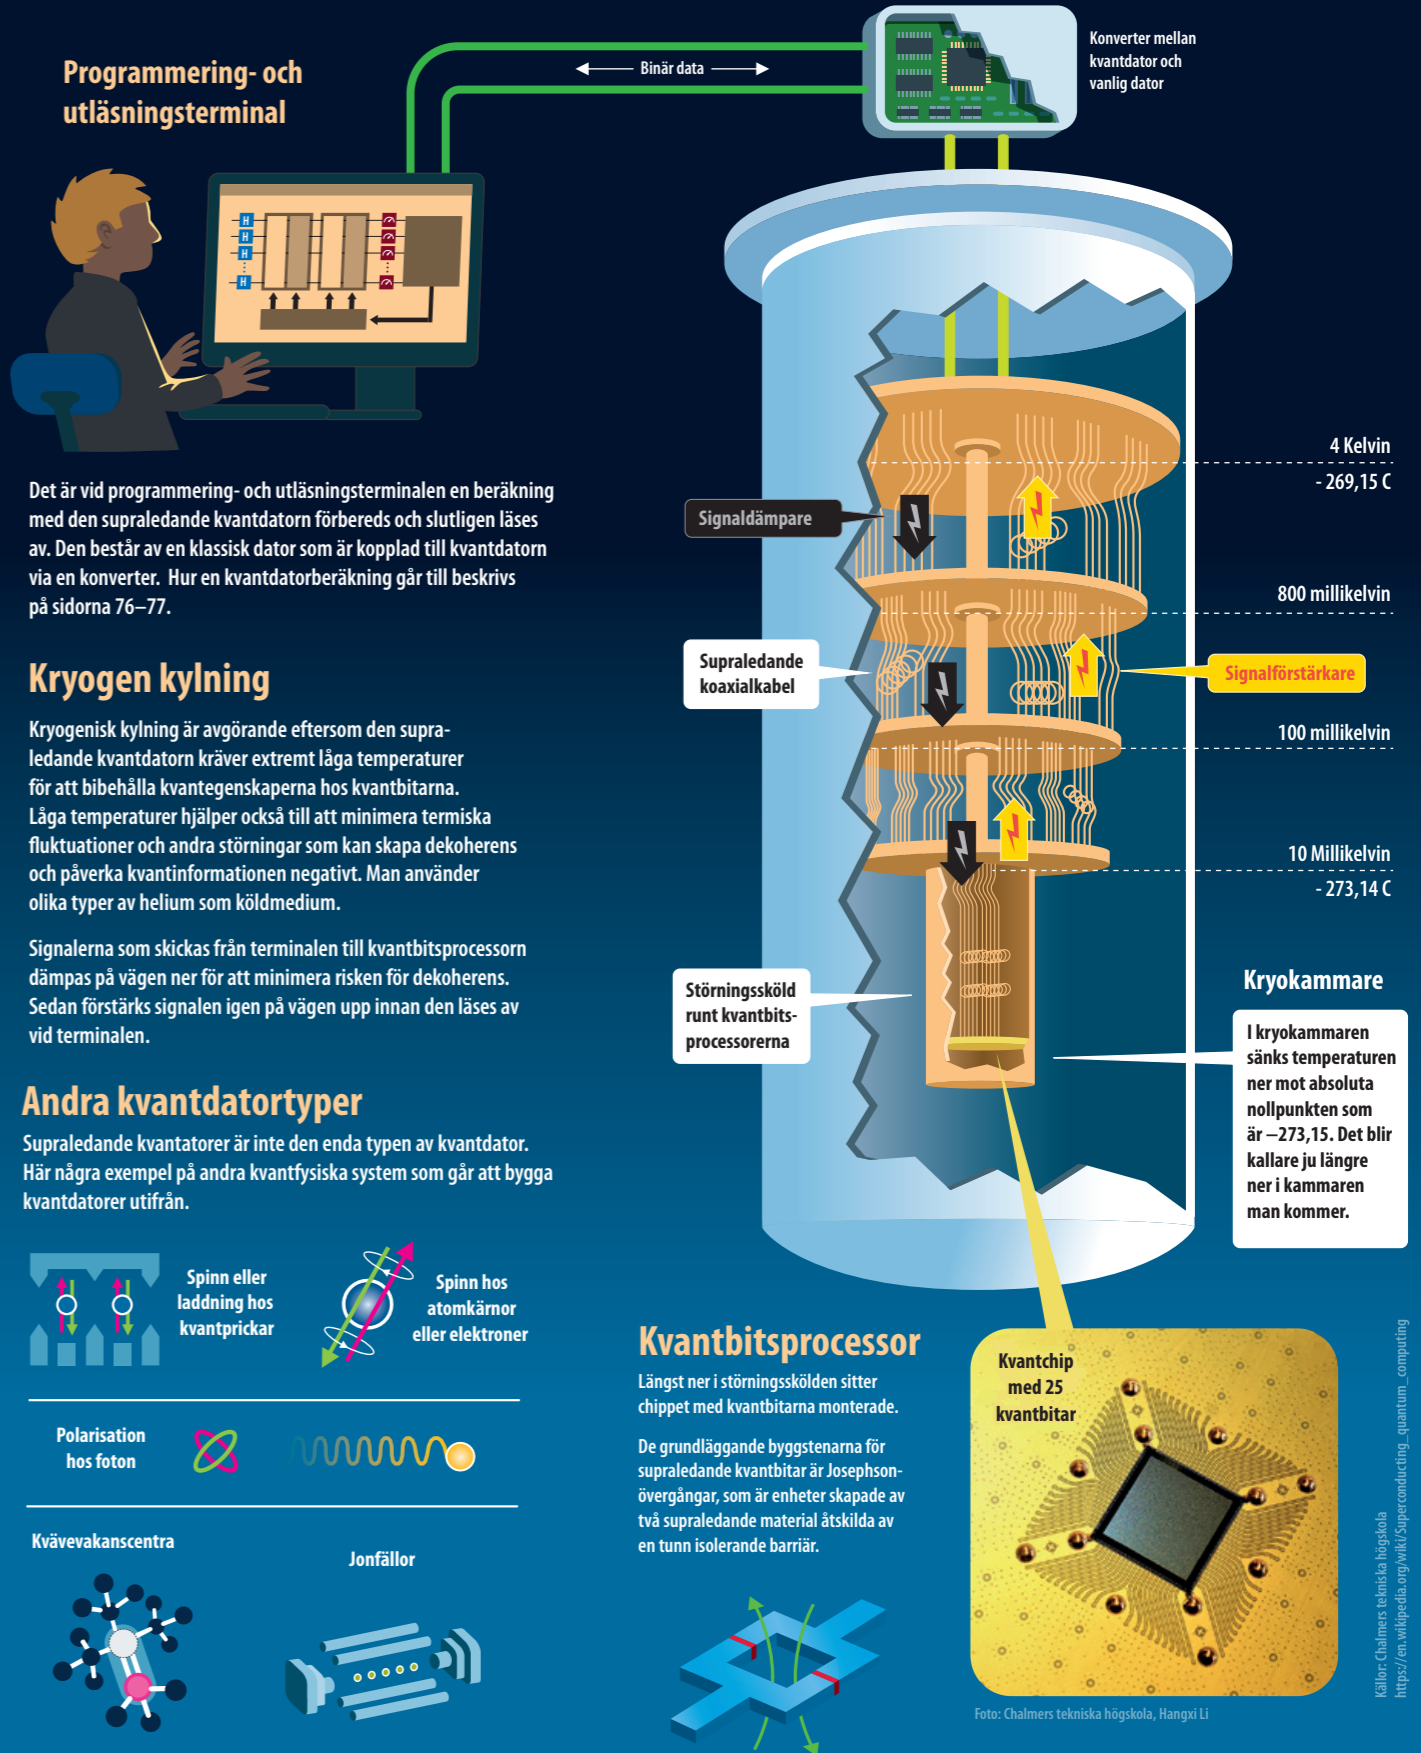 Programmering- och
utläsningsterminal
Binär data
Konverter mellan
kvantdator och
vanlig dator
H
H
H
H
Det är vid programmering- och utläsningsterminalen en beräkning
med den supraledande kvantdatorn förbereds och slutligen läses
av. Den består av en klassisk dator som är kopplad till kvantdatorn
via en konverter. Hur en kvantdatorberäkning går till beskrivs
på sidorna 76–77.
Kryogen kylning
Kryogenisk kylning är avgörande eftersom den supra-
ledande kvantdatorn kräver extremt låga temperaturer
för att bibehålla kvantegenskaperna hos kvantbitarna.
Låga temperaturer hjälper också till att minimera termiska
fluktuationer och andra störningar som kan skapa dekoherens
och påverka kvantinformationen negativt. Man använder
olika typer av helium som köldmedium.
Signalerna som skickas från terminalen till kvantbitsprocessorn
dämpas på vägen ner för att minimera risken för dekoherens.
Sedan förstärks signalen igen på vägen upp innan den läses av
vid terminalen.
Signaldämpare
Supraledande
koaxialkabel
Störningssköld
runt kvantbits-
processorerna
4 Kelvin
- 269,15 C
800 millikelvin
Signalförstärkare
100 millikelvin
10 Millikelvin
- 273,14 C
Kryokammare
I kryokammaren
sänks temperaturen
ner mot absoluta
nollpunkten som
är –273,15. Det blir
kallare ju längre
ner i kammaren
man kommer.
Andra kvantdatortyper
Supraledande kvantatorer är inte den enda typen av kvantdator.
Här några exempel på andra kvantfysiska system som går att bygga
kvantdatorer utifrån.
Spinn eller
laddning hos
kvantprickar
Spinn hos
atomkärnor
eller elektroner
Polarisation
hos foton
Kvävevakanscentra
Jonfällor
Kvantbitsprocessor
Längst ner i störningsskölden sitter
chippet med kvantbitarna monterade.
De grundläggande byggstenarna för
supraledande kvantbitar är Josephson-
övergångar, som är enheter skapade av
två supraledande material åtskilda av
en tunn isolerande barriär.
Kvantchip
med 25
kvantbitar
Foto: Chalmers tekniska högskola, Hangxi Li
Källor: Chalmers tekniska högskola
https://en.wikipedia.org/wiki/Superconducting_quantum_computing